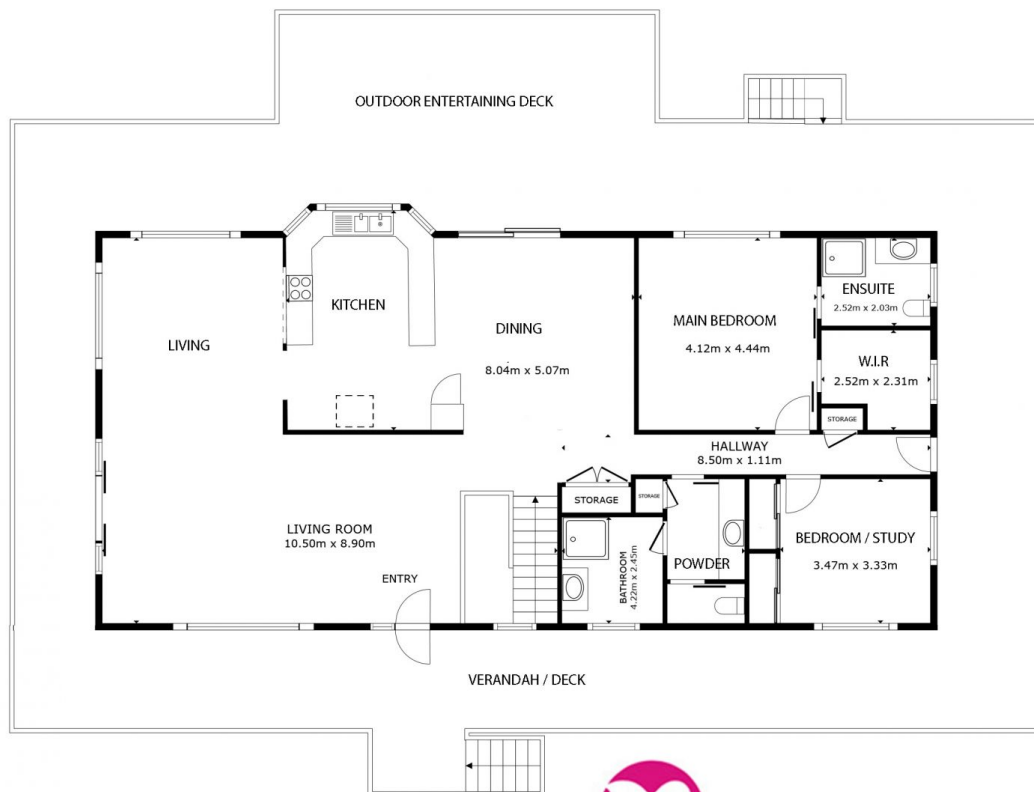 OUTDOOR ENTERTAINING DECK
KITCHEN
LIVING
DINING
8.04m x 5.07m
MAIN BEDROOM
4.12m x 4.44m
ENSUITE
2.52m x 2.03m
W.I.R
2.52m x 2.31m
STORAGE
HALLWAY
8.50m x 1.11m
STORAGE
STORAGE
LIVING ROOM
10.50m x 8.90m
ENTRY
BATHROOM
4.22m x 2.45m
POWDER
BEDROOM / STUDY
3.47m x 3.33m
VERANDAH / DECK